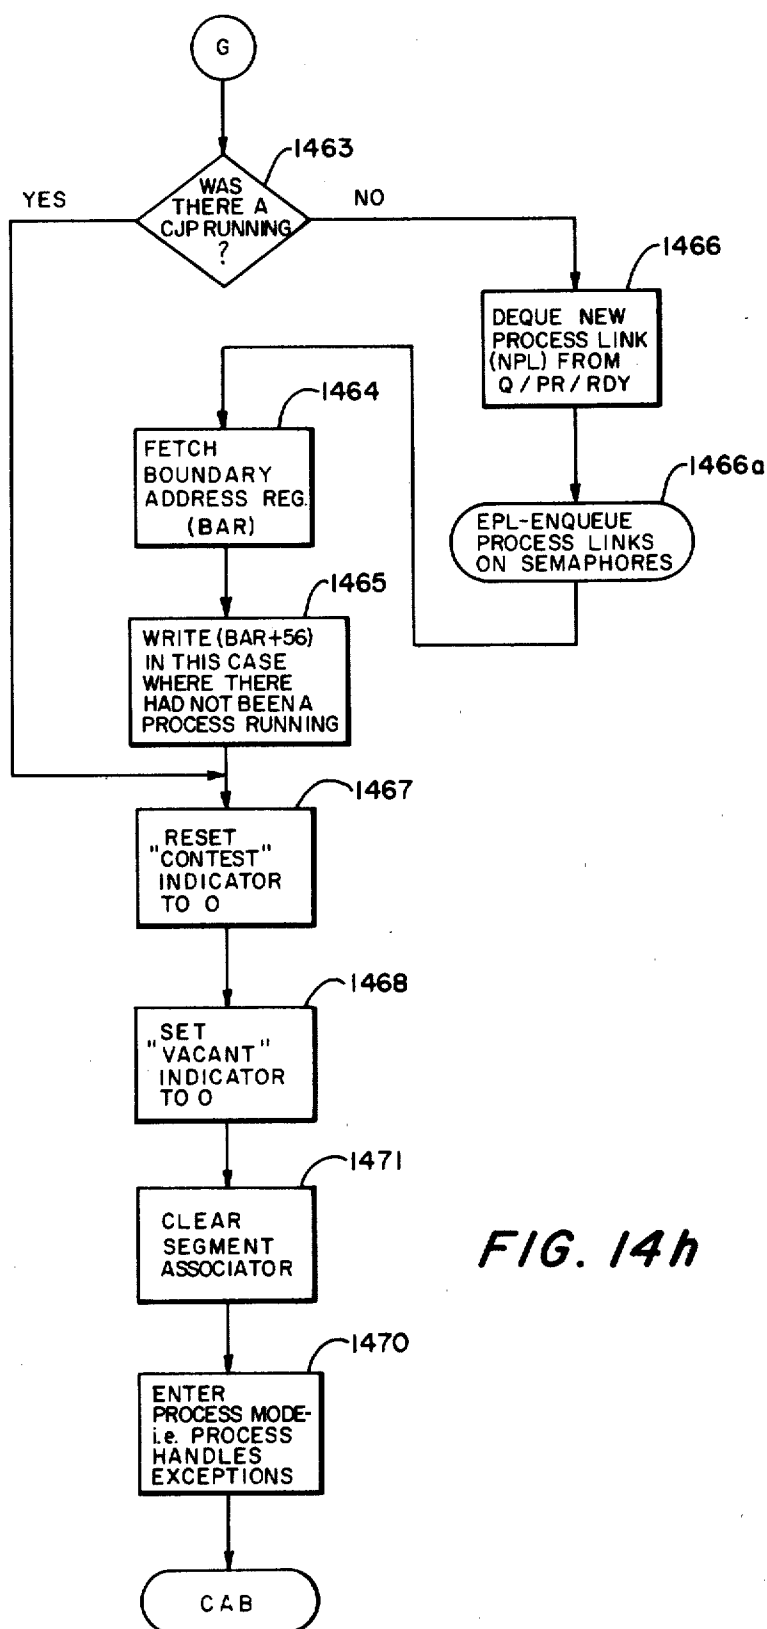 G
1463
WAS
THERE A
CJP RUNNING
?
YES
NO
1466
DEQUE NEW
PROCESS LINK
(NPL) FROM
Q/PR/RDY
1466a
EPL-ENQUEUE
PROCESS LINKS
ON SEMAPHORES
1464
FETCH
BOUNDARY
ADDRESS REG.
(BAR)
1465
WRITE (BAR+56)
IN THIS CASE
WHERE THERE
HAD NOT BEEN A
PROCESS RUNNING
1467
RESET
"CONTEST"
INDICATOR
TO 0
1468
SET
"VACANT"
INDICATOR
TO 0
1471
CLEAR
SEGMENT
ASSOCIATOR
FIG. 14h
1470
ENTER
PROCESS MODE-
i.e. PROCESS
HANDLES
EXCEPTIONS
CAB